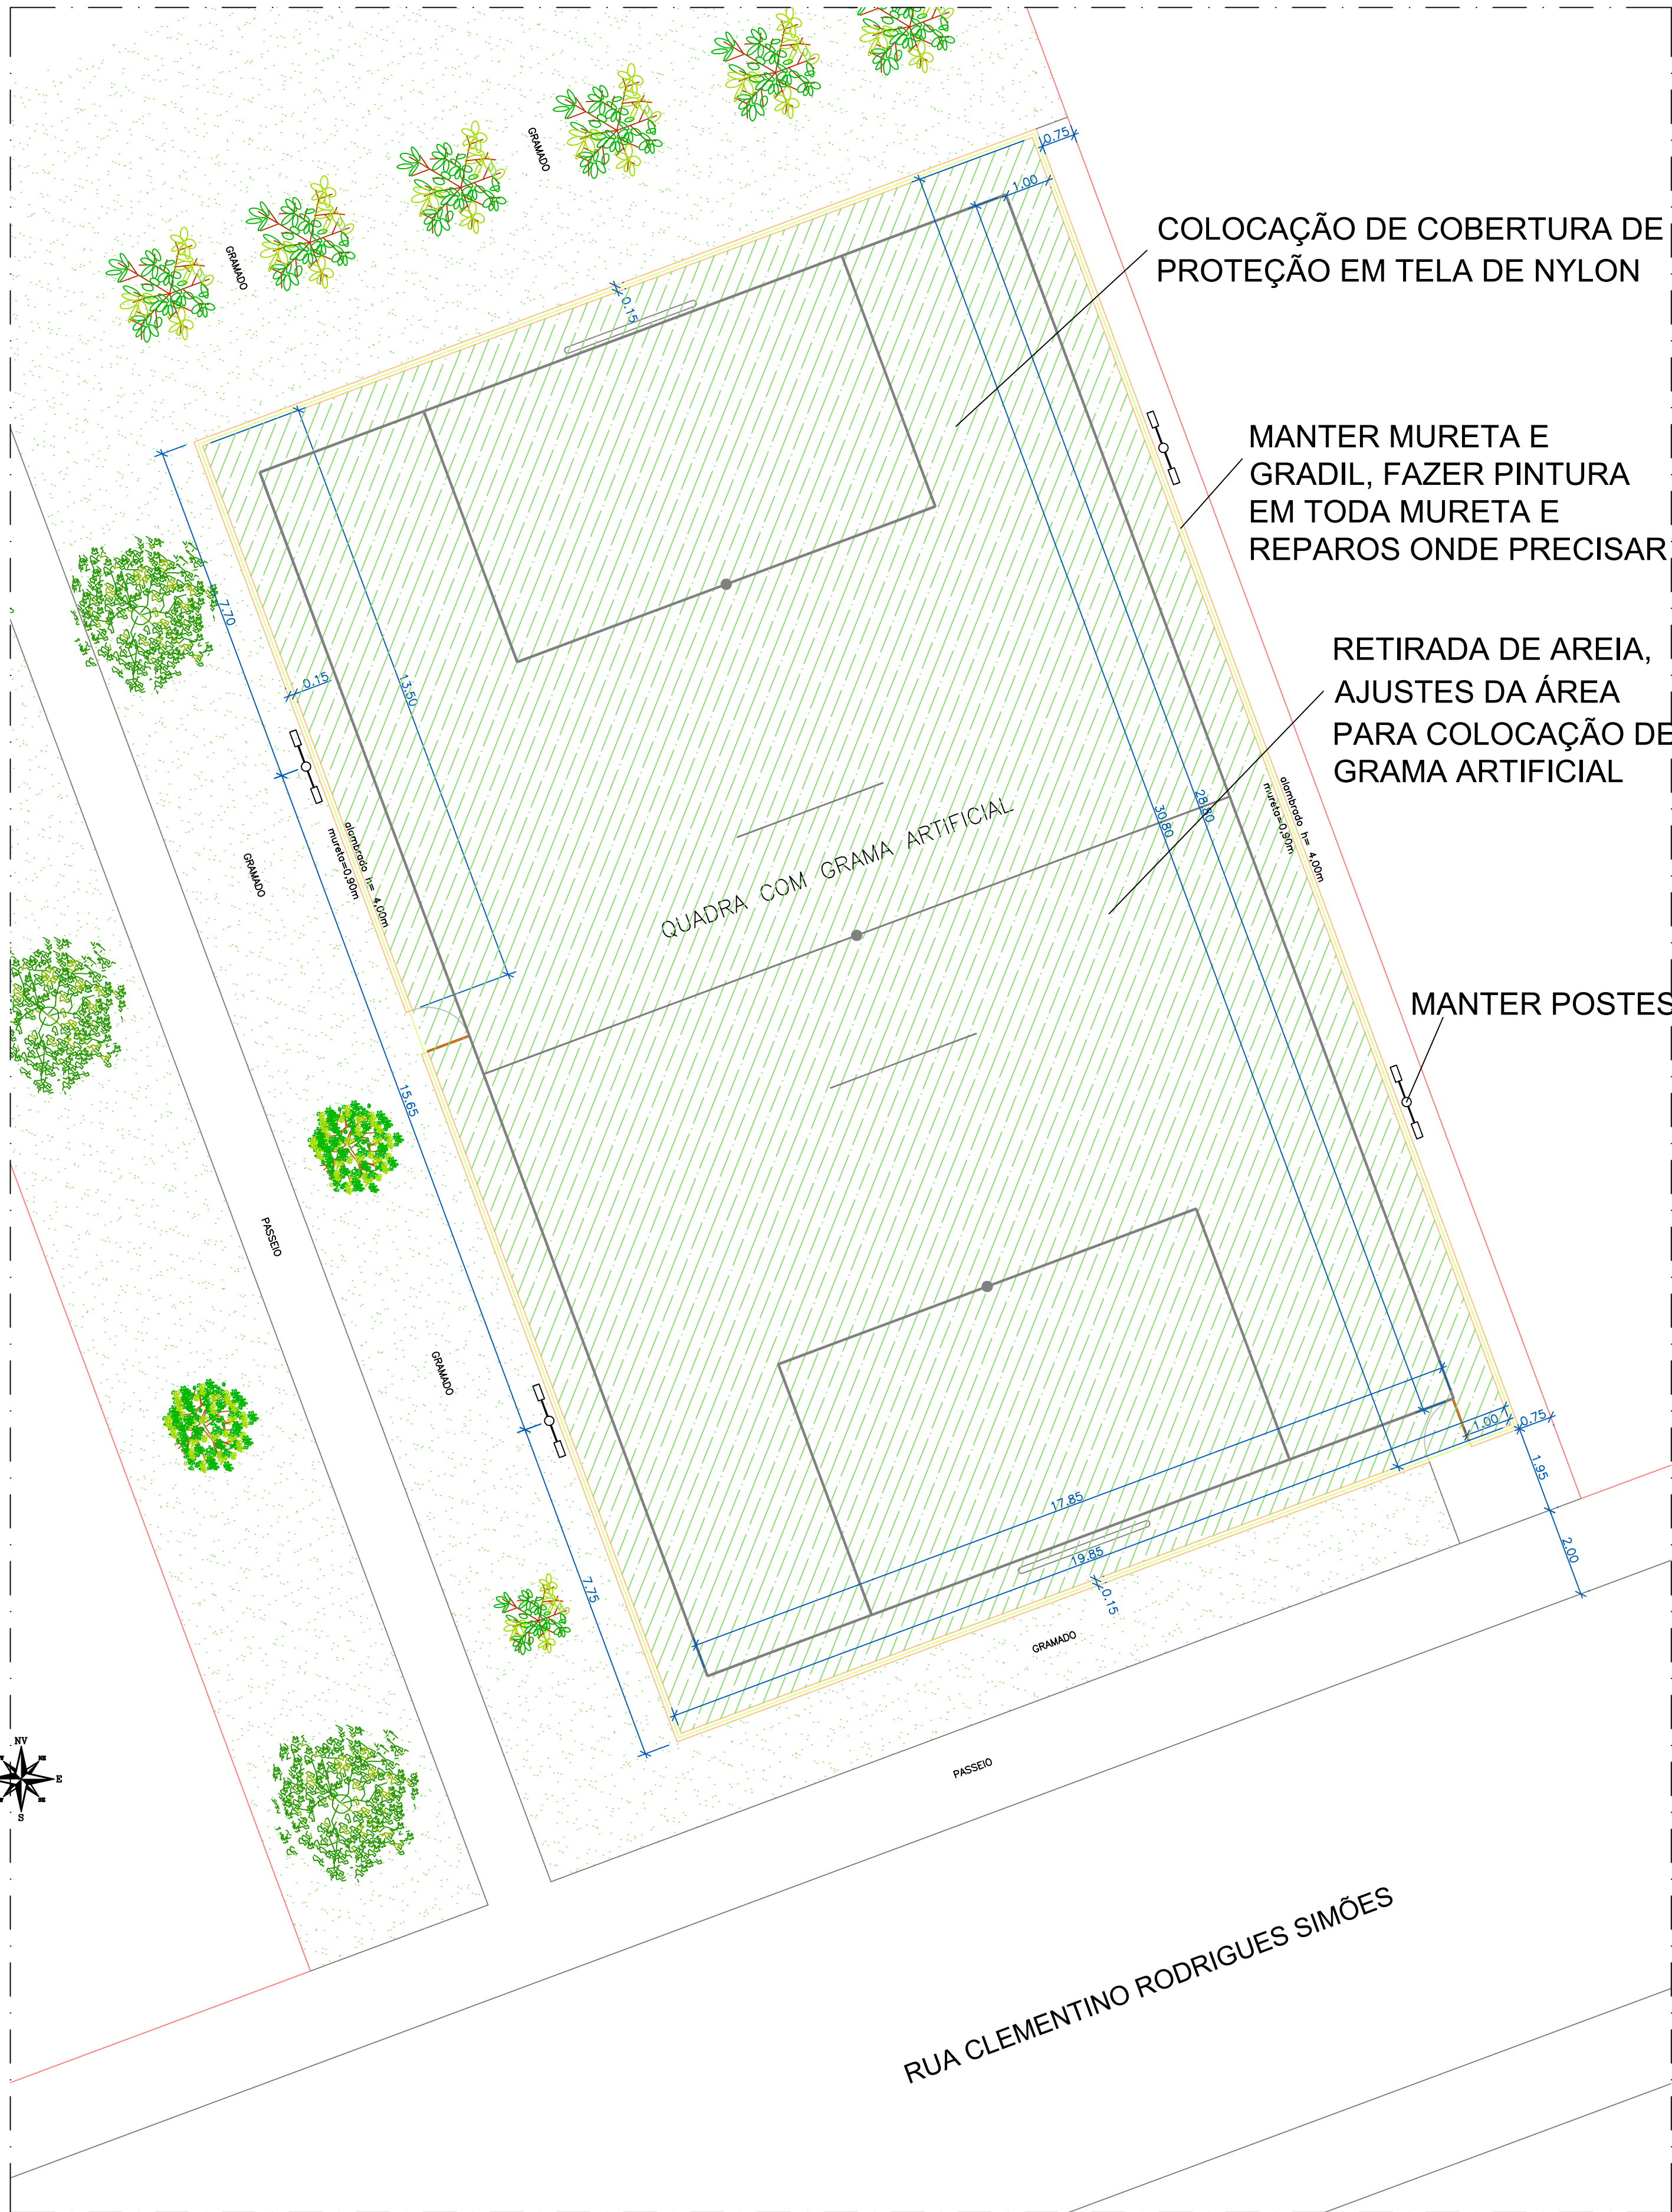 GRAMADO
0.75
1.00
COLOCAÇÃO DE COBERTURA DE
PROTEÇÃO EM TELA DE NYLON
GRAMADO
0.15
MANTER MURETA E
GRADIL, FAZER PINTURA
EM TODA MURETA E
REPAROS ONDE PRECISAR
7.70
0.15
13.50
RETIRADA DE AREIA,
AJUSTES DA ÁREA
PARA COLOCAÇÃO DE
GRAMA ARTIFICIAL
GRAMADO
alambrado h= 4,00m
mureta=0,90m
QUADRA COM GRAMA ARTIFICIAL
30.80
28.80
alambrado h= 4,00m
mureta=0,90m
MANTER POSTES
15.65
PASSEIO
GRAMADO
1.00
0.75
1.95
17.85
19.85
2.00
7.75
0.15
GRAMADO
PASSEIO
NV
NE
E
SE
S
RUA CLEMENTINO RODRIGUES SIMÕES